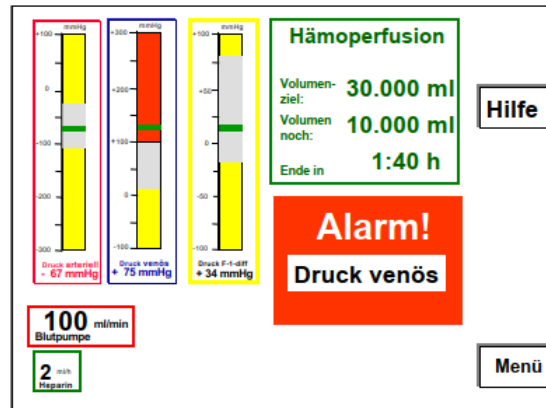 mmHg
+100
0
-100
-200
-300
Druck arteriell
- 67 mmHg
mmHg
+300
+200
+100
0
-100
Druck venös
+ 75 mmHg
mmHg
+100
+50
0
-50
-100
Druck F-1-diff
+ 34 mmHg
Hämoperfusion
Volumen-
ziel:
30.000 ml
Volumen
noch:
10.000 ml
Ende in
1:40 h
Hilfe
Alarm!
Druck venös
100 ml/min
Blutpumpe
2 ml/h
Heparin
Menü